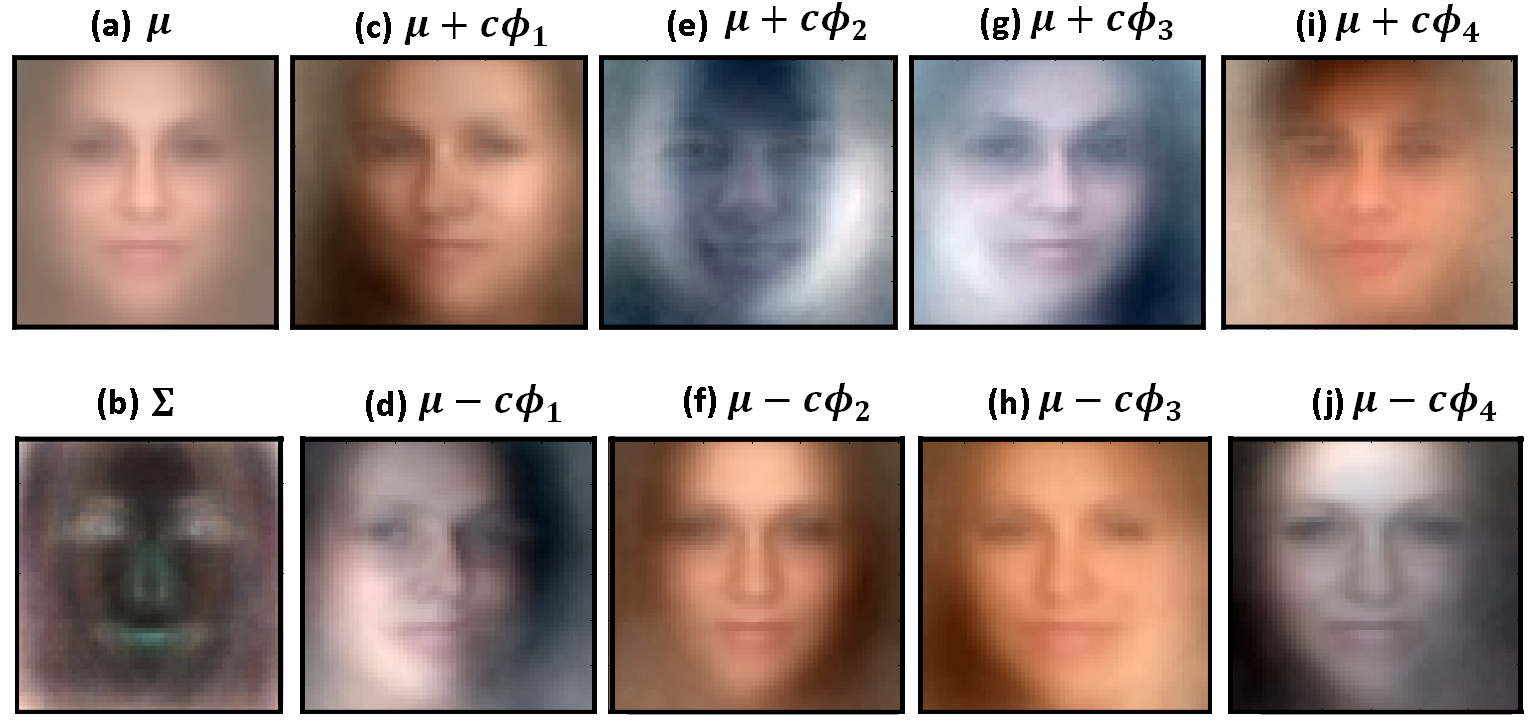 (a) μ
(c) μ + cϕ₁
(e) μ + cϕ₂
(g) μ + cϕ₃
(i) μ + cϕ₄
(b) Σ
(d) μ − cϕ₁
(f) μ − cϕ₂
(h) μ − cϕ₃
(j) μ − cϕ₄